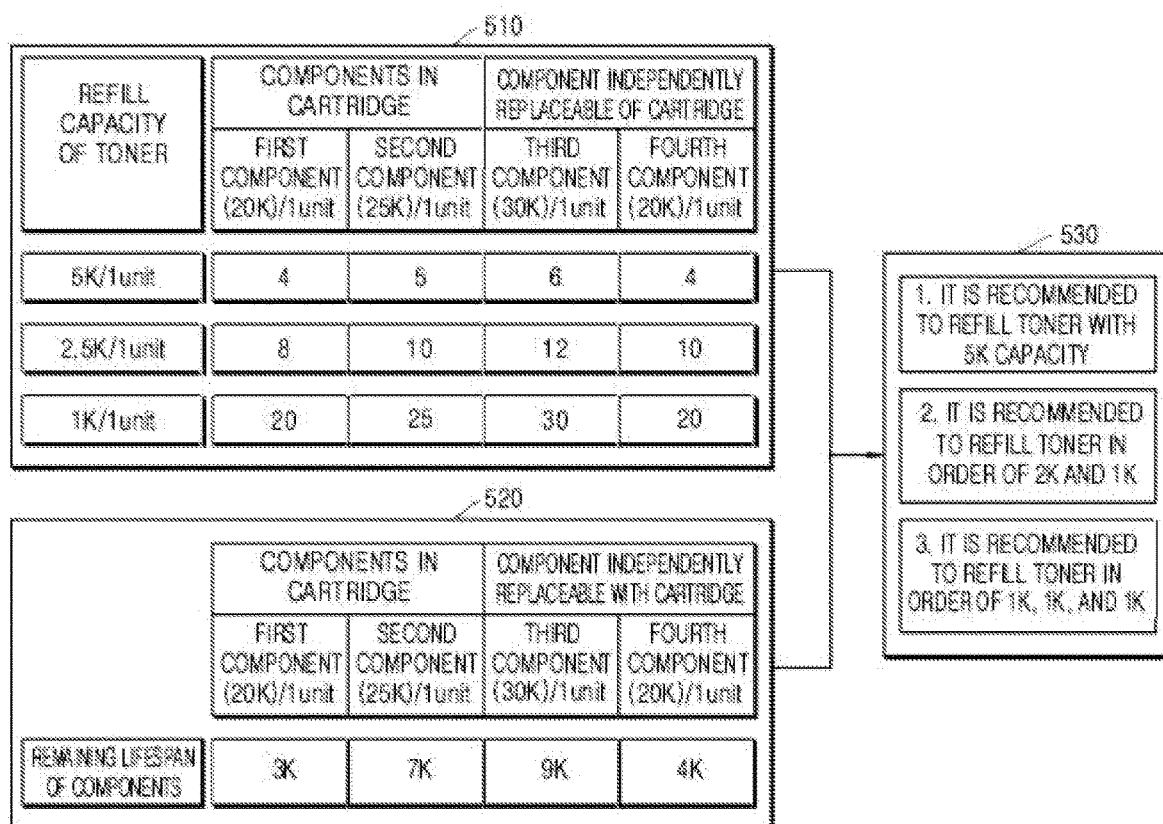 510
REFILL
CAPACITY
OF TONER
COMPONENTS IN
CARTRIDGE
COMPONENT INDEPENDENTLY
REPLACEABLE OF CARTRIDGE
FIRST
COMPONENT
(20K)/1unit
SECOND
COMPONENT
(25K)/1unit
THIRD
COMPONENT
(30K)/1unit
FOURTH
COMPONENT
(20K)/1unit
5K/1unit
4
5
6
4
2.5K/1unit
8
10
12
10
1K/1unit
20
25
30
20
520
COMPONENTS IN
CARTRIDGE
COMPONENT INDEPENDENTLY
REPLACEABLE WITH CARTRIDGE
FIRST
COMPONENT
(20K)/1unit
SECOND
COMPONENT
(25K)/1unit
THIRD
COMPONENT
(30K)/1unit
FOURTH
COMPONENT
(20K)/1unit
REMAINING LIFESPAN
OF COMPONENTS
3K
7K
9K
4K
530
1. IT IS RECOMMENDED
TO REFILL TONER WITH
5K CAPACITY
2. IT IS RECOMMENDED
TO REFILL TONER IN
ORDER OF 2K AND 1K
3. IT IS RECOMMENDED
TO REFILL TONER IN
ORDER OF 1K, 1K, AND 1K